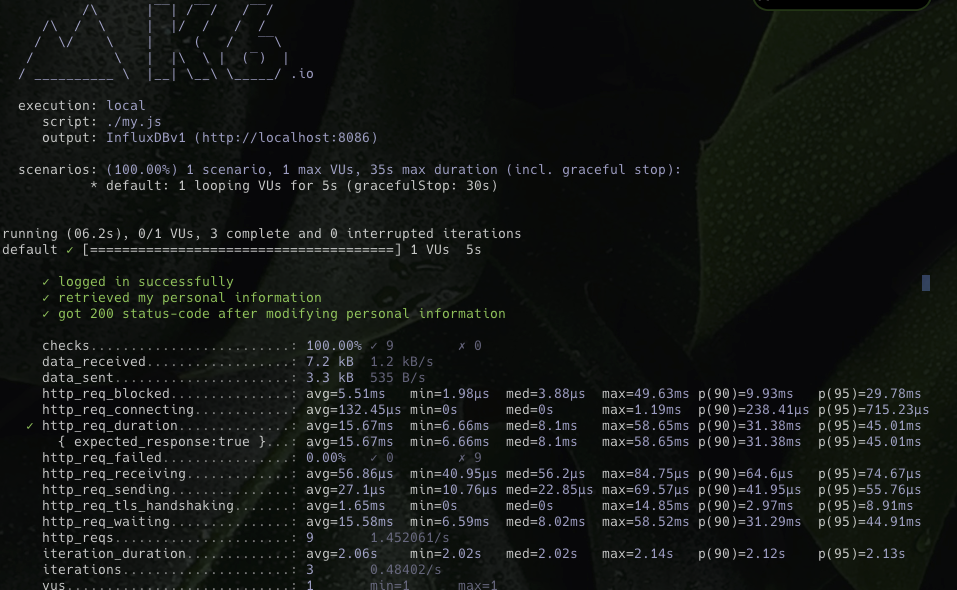 /\      |‾‾| /‾‾/   /‾‾/
/\  /  \     |  |/  /   /  /
/  \/    \    |     (   /   ‾‾\
/          \   |  |\  \ |  (‾)  |
/ __________ \  |__| \__\ \_____/ .io
execution: local
script: ./my.js
output: InfluxDBv1 (http://localhost:8086)
scenarios: (100.00%) 1 scenario, 1 max VUs, 35s max duration (incl. graceful stop):
* default: 1 looping VUs for 5s (gracefulStop: 30s)
running (06.2s), 0/1 VUs, 3 complete and 0 interrupted iterations
default ✓ [======================================] 1 VUs  5s
✓ logged in successfully
✓ retrieved my personal information
✓ got 200 status-code after modifying personal information
checks.........................: 100.00% ✓ 9        ✗ 0
data_received..................: 7.2 kB  1.2 kB/s
data_sent......................: 3.3 kB  535 B/s
http_req_blocked...............: avg=5.51ms   min=1.98µs  med=3.88µs  max=49.63ms p(90)=9.93ms   p(95)=29.78ms
http_req_connecting............: avg=132.45µs min=0s      med=0s      max=1.19ms  p(90)=238.41µs p(95)=715.23µs
✓ http_req_duration..............: avg=15.67ms  min=6.66ms  med=8.1ms   max=58.65ms p(90)=31.38ms  p(95)=45.01ms
{ expected_response:true }...: avg=15.67ms  min=6.66ms  med=8.1ms   max=58.65ms p(90)=31.38ms  p(95)=45.01ms
http_req_failed................: 0.00%   ✓ 0        ✗ 9
http_req_receiving.............: avg=56.86µs  min=40.95µs med=56.2µs  max=84.75µs p(90)=64.6µs   p(95)=74.67µs
http_req_sending...............: avg=27.1µs   min=10.76µs med=22.85µs max=69.57µs p(90)=41.95µs  p(95)=55.76µs
http_req_tls_handshaking.......: avg=1.65ms   min=0s      med=0s      max=14.85ms p(90)=2.97ms   p(95)=8.91ms
http_req_waiting...............: avg=15.58ms  min=6.59ms  med=8.02ms  max=58.52ms p(90)=31.29ms  p(95)=44.91ms
http_reqs......................: 9       1.452061/s
iteration_duration.............: avg=2.06s    min=2.02s   med=2.02s   max=2.14s   p(90)=2.12s    p(95)=2.13s
iterations.....................: 3       0.48402/s
vus............................: 1       min=1      max=1